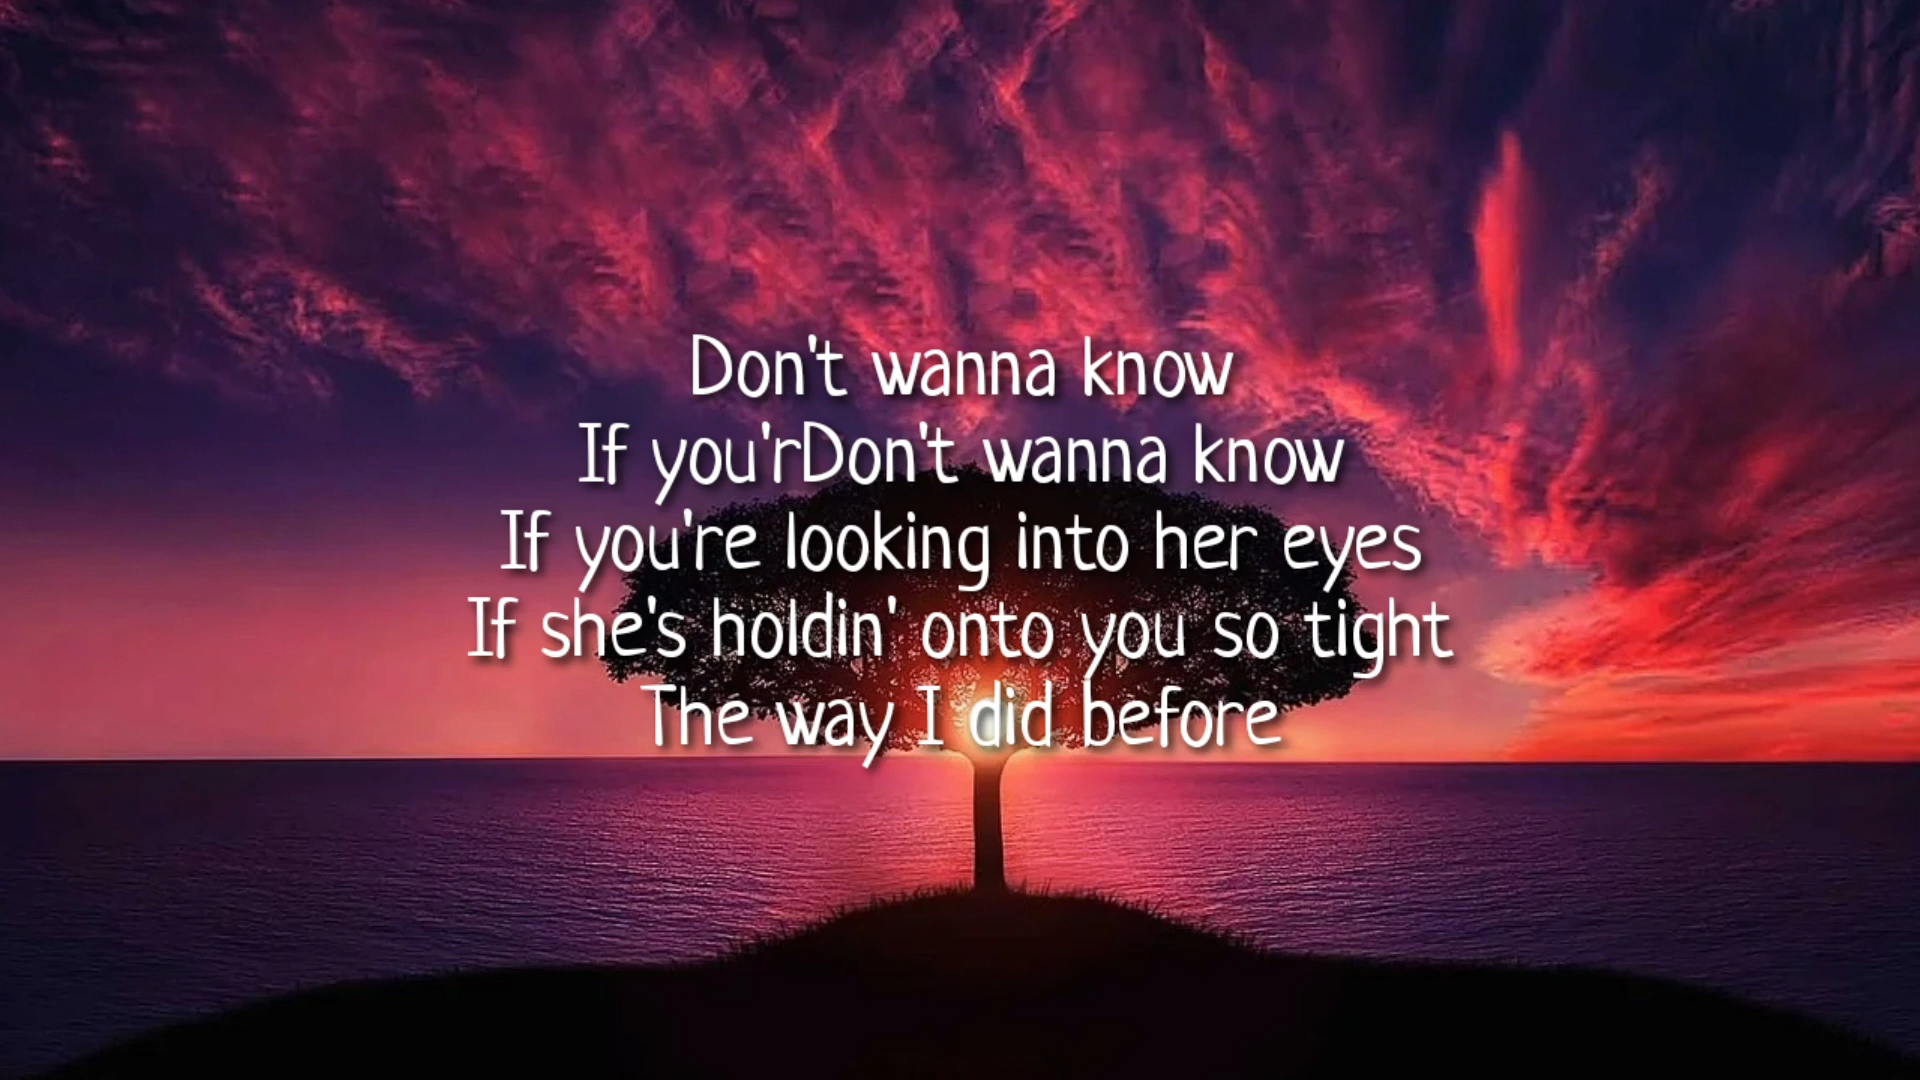 Don't wanna know
If you'rDon't wanna know
If you're looking into her eyes
If she's holdin' onto you so tight
The way I did before